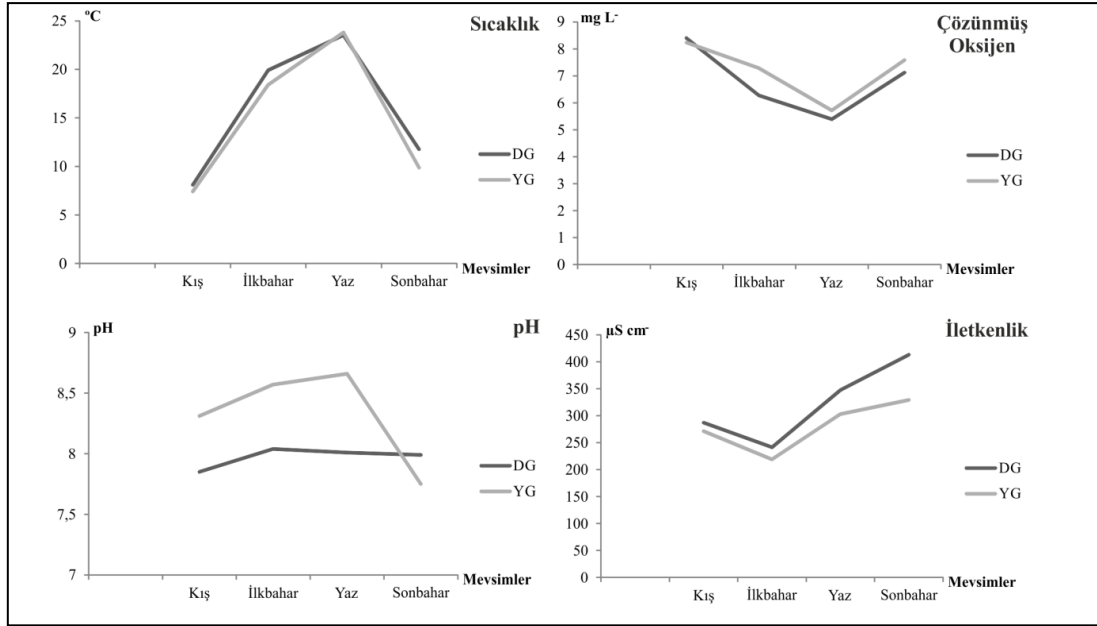 ºC
Sıcaklık
25
20
15
10
5
0
DG
YG
Kış İlkbahar Yaz Sonbahar
Mevsimler
mg L-
Çözünmüş
Oksijen
9
8
7
6
5
4
3
2
1
0
DG
YG
Kış İlkbahar Yaz Sonbahar
Mevsimler
pH
pH
9
8,5
8
7,5
7
DG
YG
Kış İlkbahar Yaz Sonbahar
Mevsimler
µS cm-
İletkenlik
450
400
350
300
250
200
150
100
50
0
DG
YG
Kış İlkbahar Yaz Sonbahar
Mevsimler